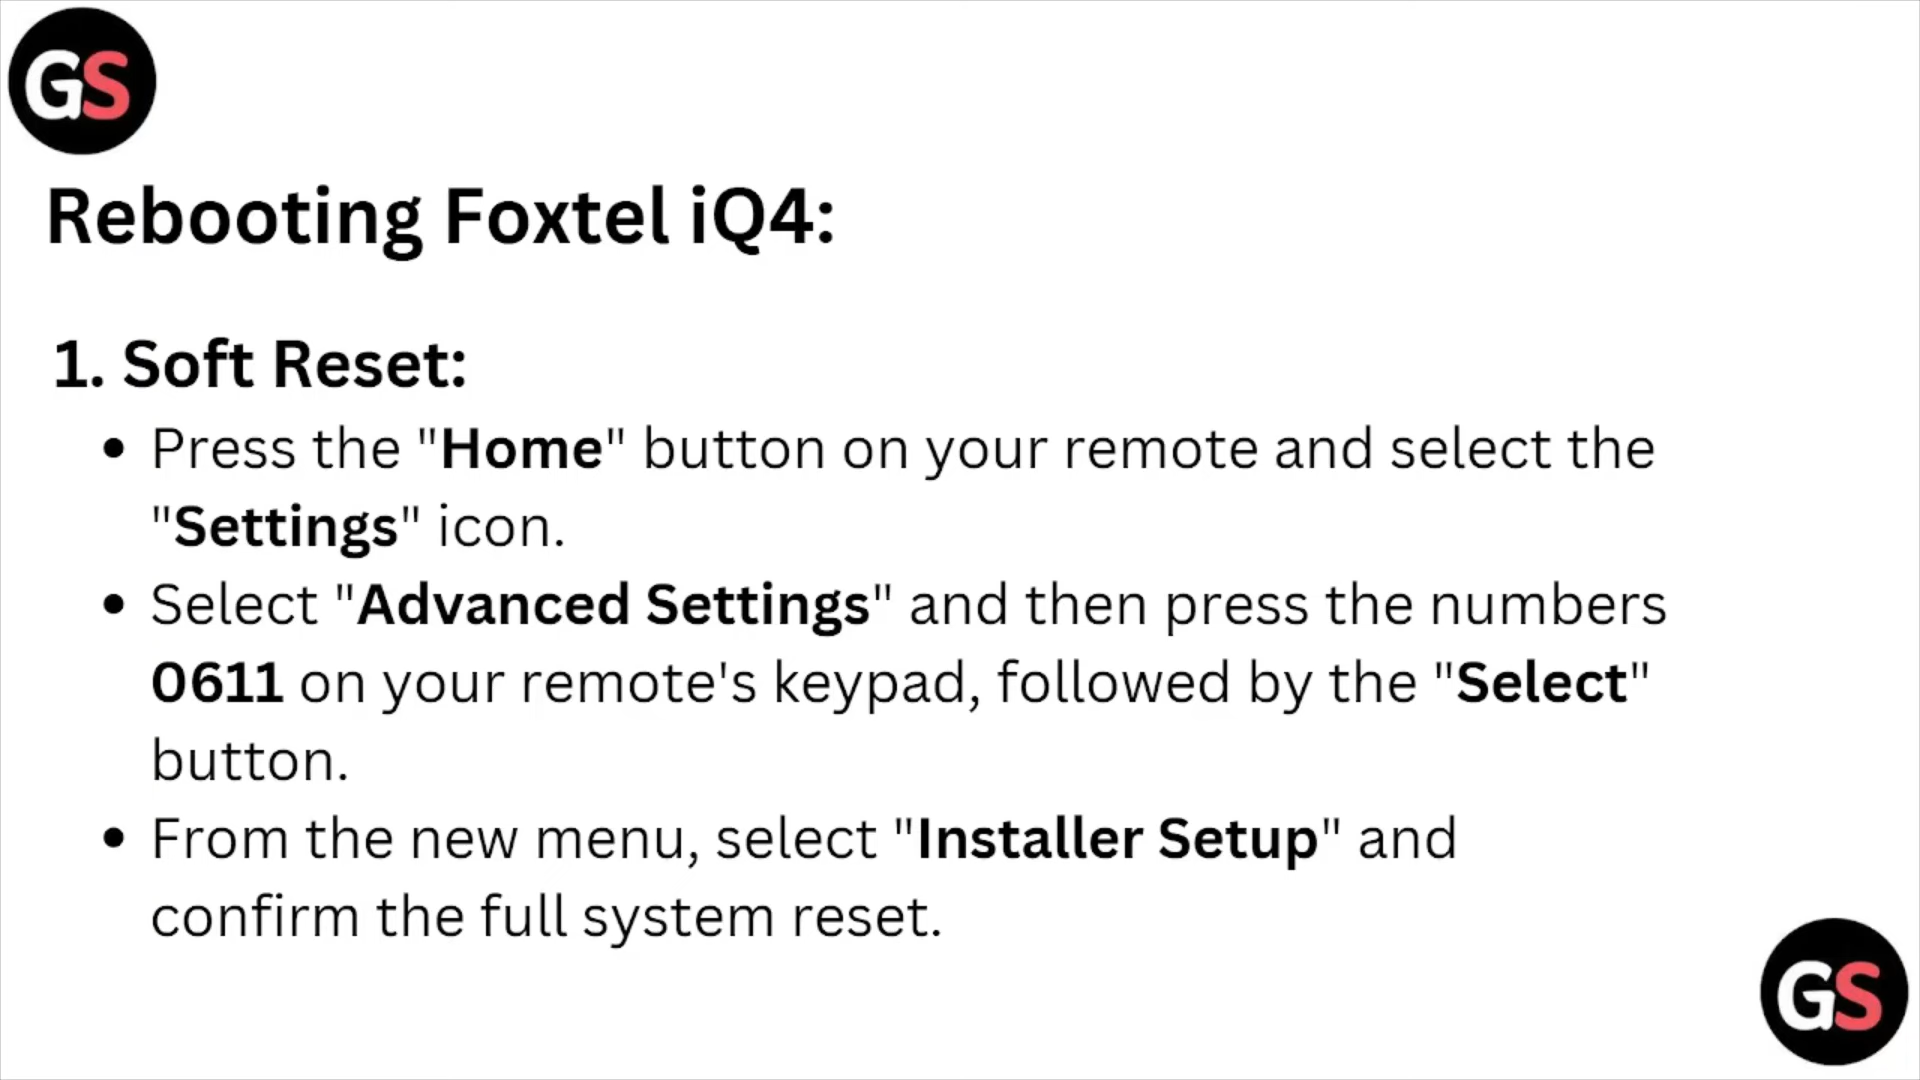 GS
Rebooting Foxtel iQ4:
1. Soft Reset:
• Press the "Home" button on your remote and select the
"Settings" icon.
• Select "Advanced Settings" and then press the numbers
0611 on your remote's keypad, followed by the "Select"
button.
• From the new menu, select "Installer Setup" and
confirm the full system reset.
GS